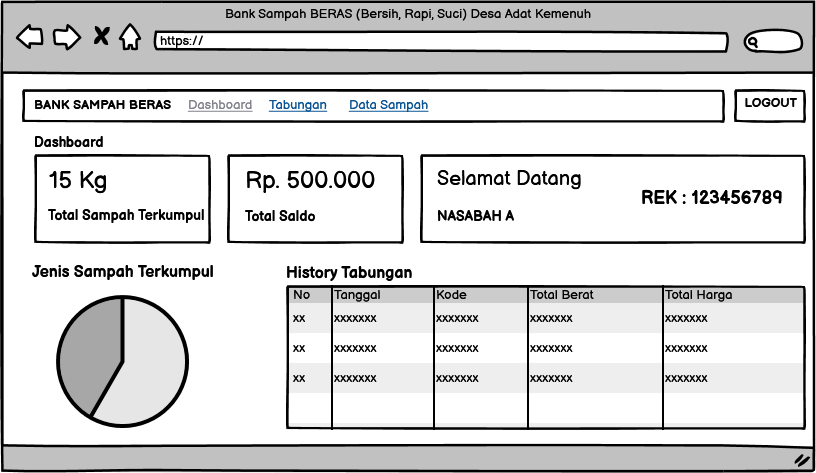 Bank Sampah BERAS (Bersih, Rapi, Suci) Desa Adat Kemenuh
https://
BANK SAMPAH BERAS Dashboard Tabungan Data Sampah LOGOUT
Dashboard
15 Kg
Total Sampah Terkumpul
Rp. 500.000
Total Saldo
Selamat Datang
NASABAH A
REK : 123456789
Jenis Sampah Terkumpul
History Tabungan
No Tanggal Kode Total Berat Total Harga
xx xxxxxxx xxxxxxx xxxxxxx xxxxxxx
xx xxxxxxx xxxxxxx xxxxxxx xxxxxxx
xx xxxxxxx xxxxxxx xxxxxxx xxxxxxx